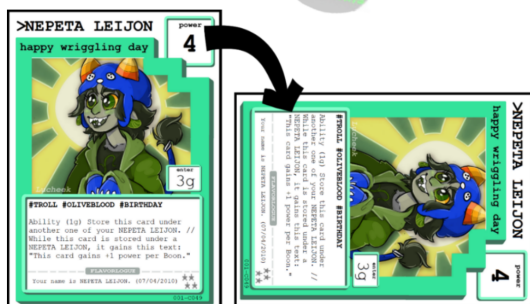 >NEPETA LEIJON
power
4
happy wriggling day
enter
3g
#TROLL #OLIVEBLOOD #BIRTHDAY
Ability (1g) Store this card under
another one of your NEPETA LEIJON. //
While this card is stored under a
NEPETA LEIJON, it gains this text:
"This card gains +1 power per Boon."
FLAVORLOGUE
Your name is NEPETA LEIJON. (07/04/2010)
>NEPETA LEIJON
power
4
happy wriggling day
enter
3g
#TROLL #OLIVEBLOOD #BIRTHDAY
Ability (1g) Store this card under
another one of your NEPETA LEIJON. //
While this card is stored under a
NEPETA LEIJON, it gains this text:
"This card gains +1 power per Boon."
FLAVORLOGUE
Your name is NEPETA LEIJON. (07/04/2010)